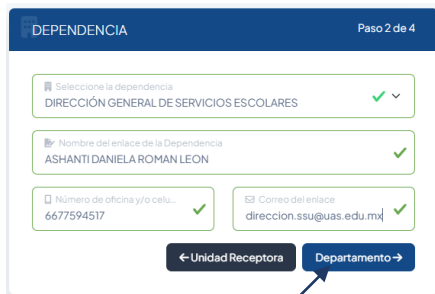 DEPENDENCIA
Paso 2 de 4
Seleccione la dependencia
DIRECCIÓN GENERAL DE SERVICIOS ESCOLARES
Nombre del enlace de la Dependencia
ASHANTI DANIELA ROMAN LEON
Número de oficina y/o celu...
6677594517
Correo del enlace
direccion.ssu@uas.edu.mx
←Unidad Receptora
Departamento→